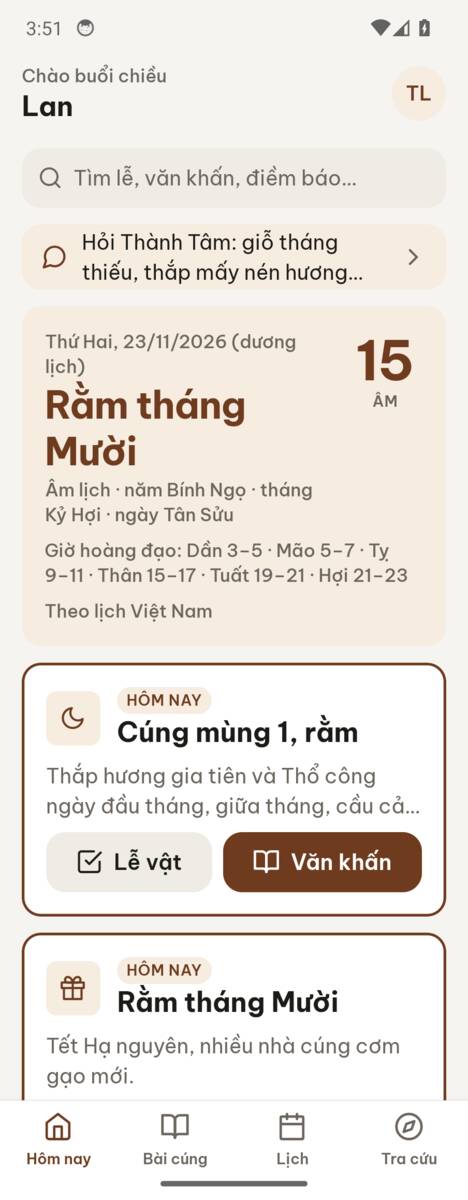 3:51
Chào buổi chiều
Lan
TL
Tìm lễ, văn khấn, điềm báo...
Hỏi Thành Tâm: giỗ tháng
thiếu, thắp mấy nén hương...
Thứ Hai, 23/11/2026 (dương
lịch)
15
ÂM
Rằm tháng
Mười
Âm lịch · năm Bính Ngọ · tháng
Kỷ Hợi · ngày Tân Sửu
Giờ hoàng đạo: Dần 3–5 · Mão 5–7 · Tỵ
9–11 · Thân 15–17 · Tuất 19–21 · Hợi 21–23
Theo lịch Việt Nam
HÔM NAY
Cúng mùng 1, rằm
Thắp hương gia tiên và Thổ công
ngày đầu tháng, giữa tháng, cầu cả...
Lễ vật
Văn khấn
HÔM NAY
Rằm tháng Mười
Tết Hạ nguyên, nhiều nhà cúng cơm
gạo mới.
Hôm nay
Bài cúng
Lịch
Tra cứu